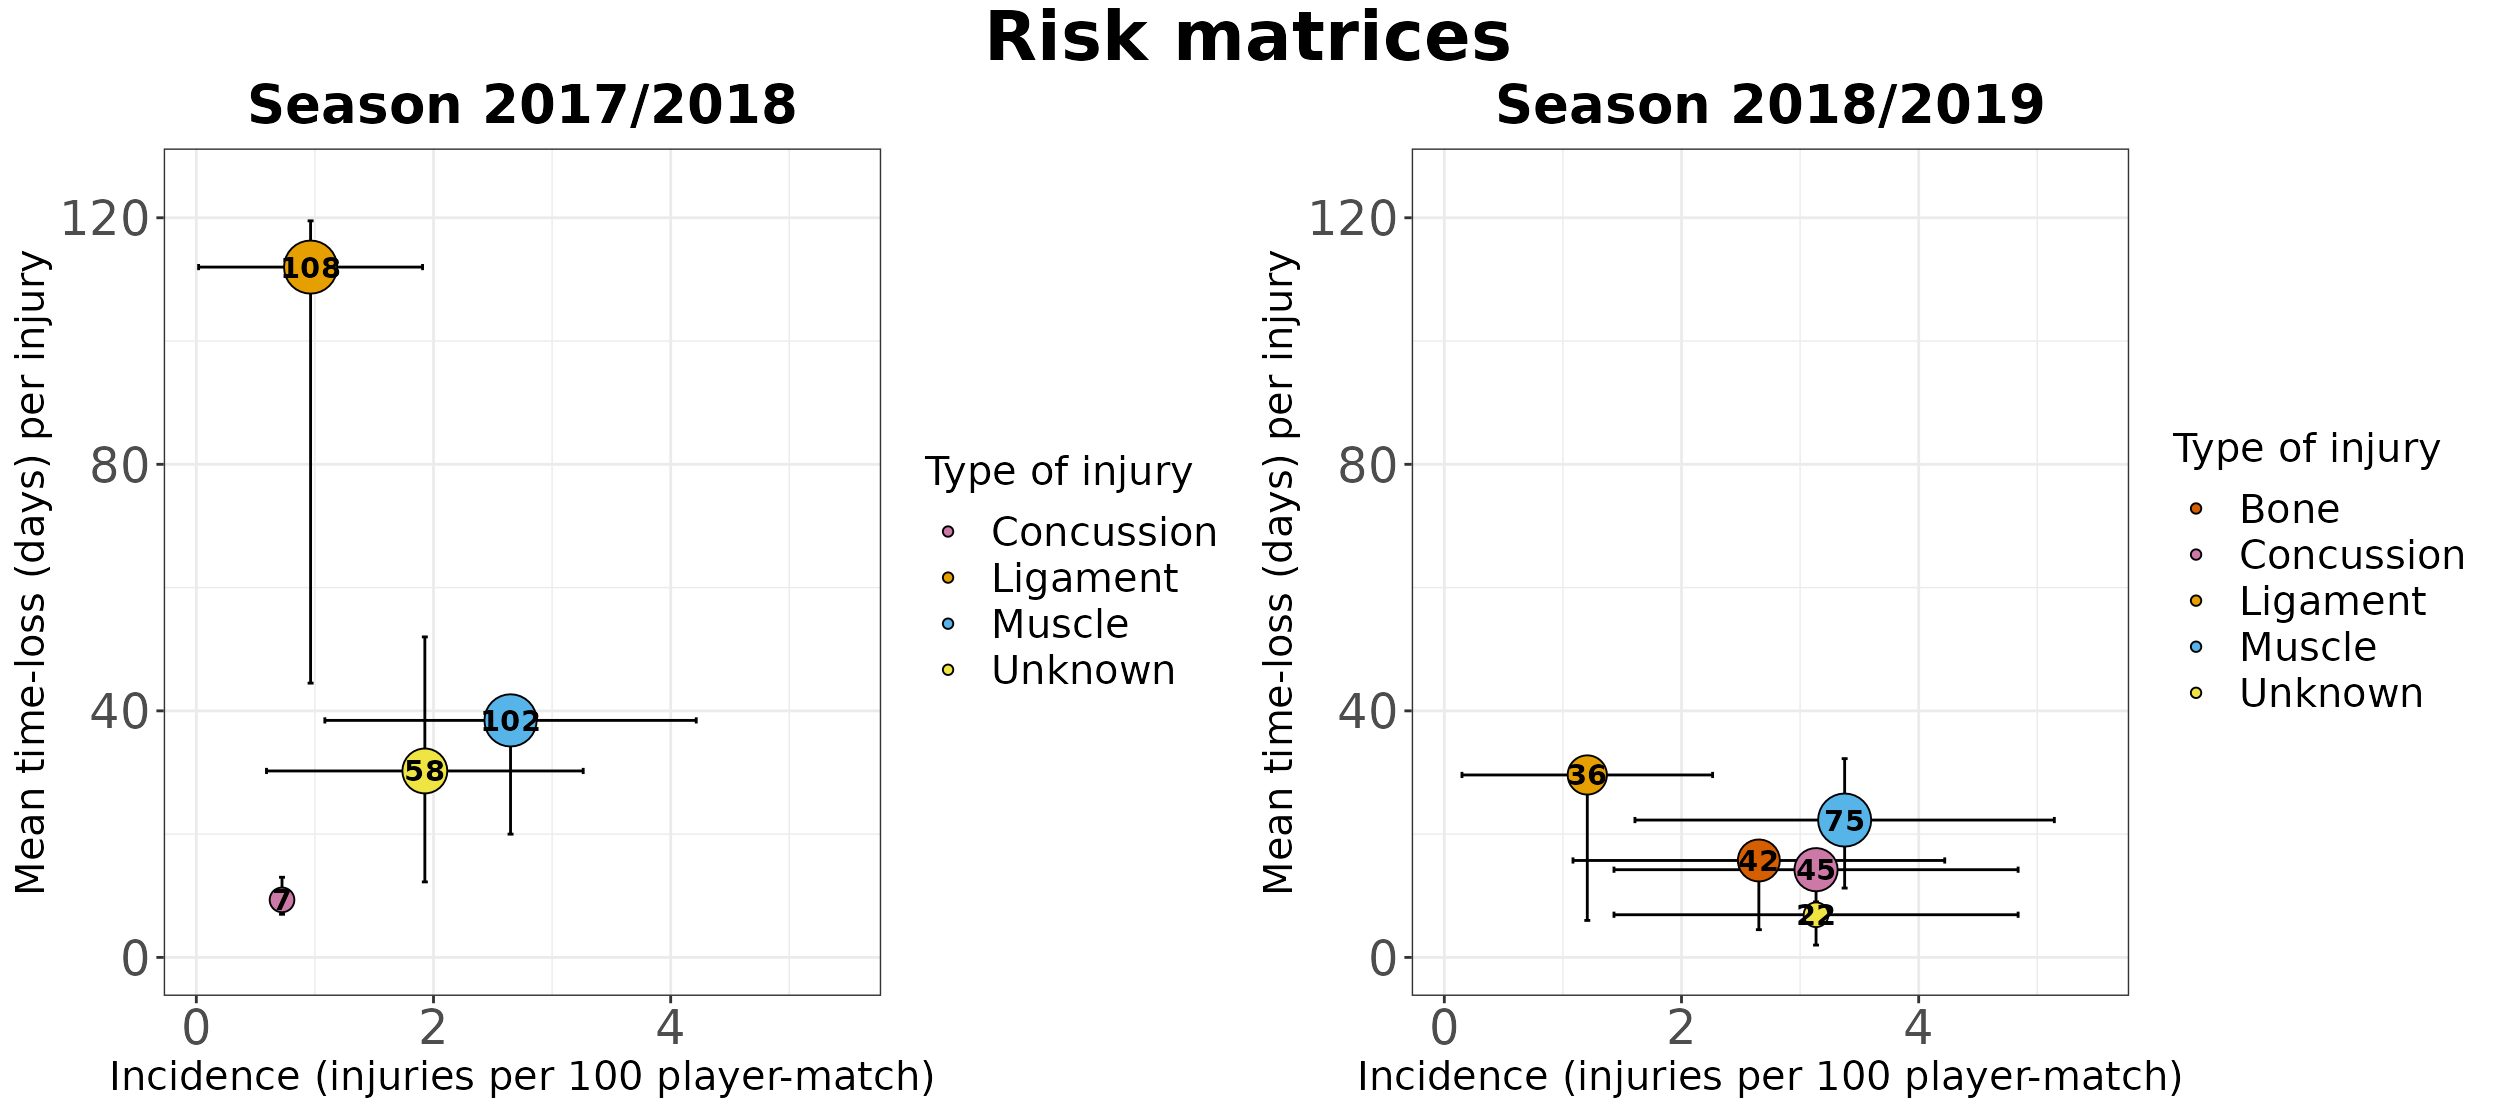 Risk matrices
Season 2017/2018
Mean time-loss (days) per injury
120
80
40
0
108
102
58
7
0 2 4
Incidence (injuries per 100 player-match)
Type of injury
Concussion
Ligament
Muscle
Unknown
Season 2018/2019
Mean time-loss (days) per injury
120
80
40
0
36
75
42
45
22
0 2 4
Incidence (injuries per 100 player-match)
Type of injury
Bone
Concussion
Ligament
Muscle
Unknown